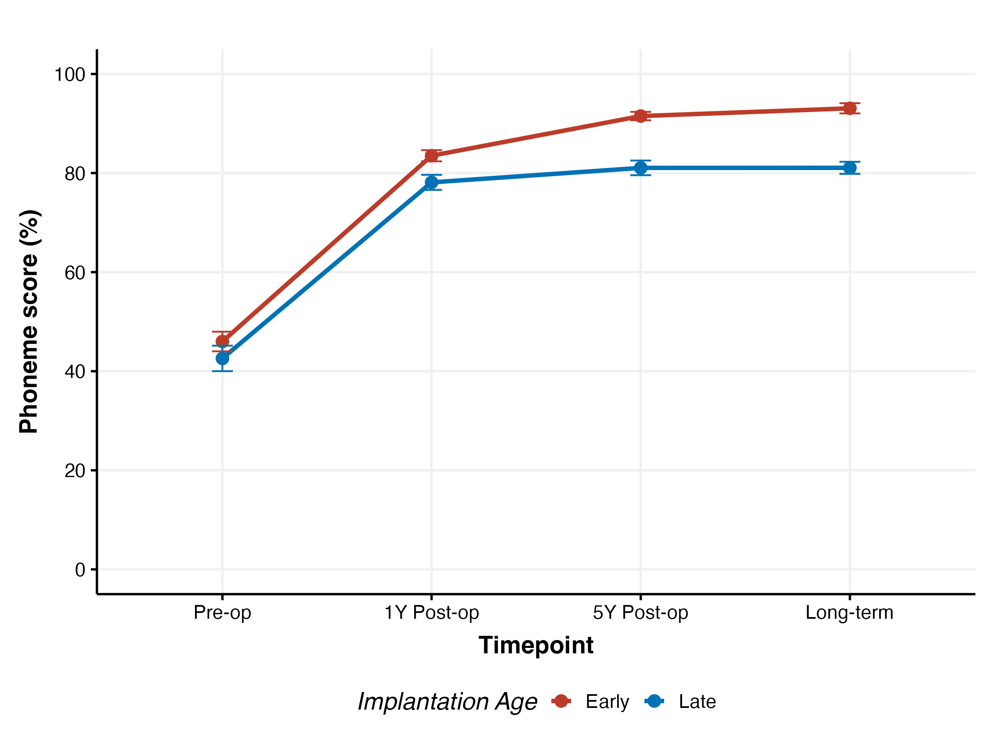 Phoneme score (%)
100
80
60
40
20
0
Pre-op 1Y Post-op 5Y Post-op Long-term
Timepoint
Implantation Age Early Late